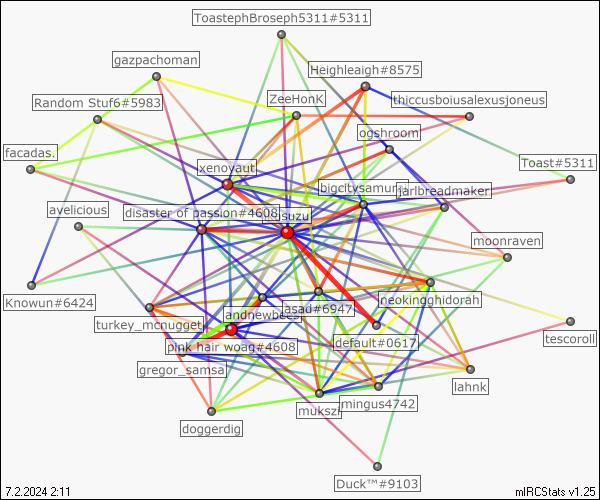 ToastephBroseph5311#5311
gazpachoman
Heighleaigh#8575
Random Stuf6#5983
ZeeHonK
thiccusboiusalexusjoneus
ogshroom
facadas.
xenoyaut
Toast#5311
bigcitysamurai
jarlbreadmaker
avelicious
disaster of passion#4608
suzu
moonraven
Knowun#6424
neokingghidorah
asad#6947
andnewbees
turkey_mcnugget
default#0617
tescoroll
pink hair woag#4608
gregor_samsa
lahnk
mukszi
mingus4742
doggerdig
Duck™#9103
7.2.2024 2:11
mIRCStats v1.25